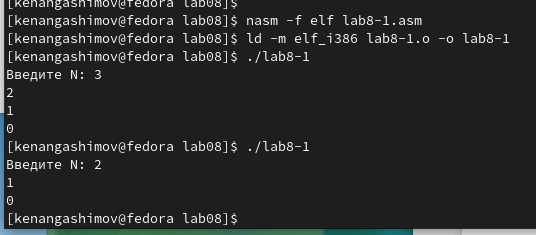 [kenangashimov@fedora lab08]$
[kenangashimov@fedora lab08]$ nasm -f elf lab8-1.asm
[kenangashimov@fedora lab08]$ ld -m elf_i386 lab8-1.o -o lab8-1
[kenangashimov@fedora lab08]$ ./lab8-1
Введите N: 3
2
1
0
[kenangashimov@fedora lab08]$ ./lab8-1
Введите N: 2
1
0
[kenangashimov@fedora lab08]$